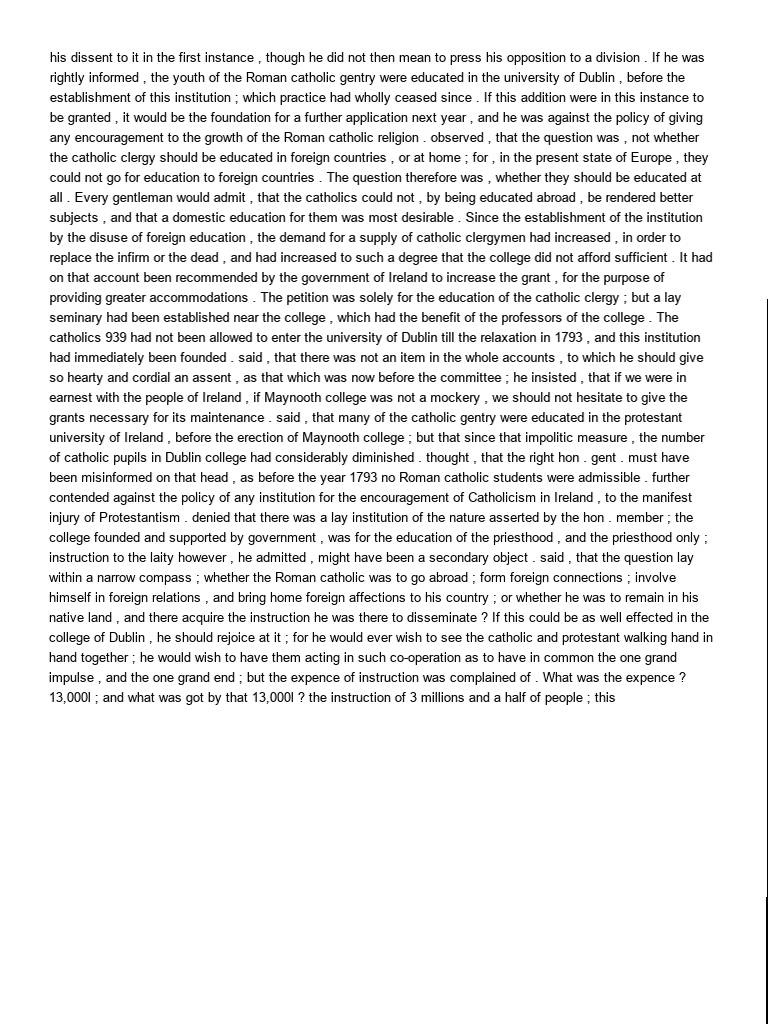 his dissent to it in the first instance , though he did not then mean to press his opposition to a division . If he was
rightly informed , the youth of the Roman catholic gentry were educated in the university of Dublin , before the
establishment of this institution ; which practice had wholly ceased since . If this addition were in this instance to
be granted , it would be the foundation for a further application next year , and he was against the policy of giving
any encouragement to the growth of the Roman catholic religion . observed , that the question was , not whether
the catholic clergy should be educated in foreign countries , or at home ; for , in the present state of Europe , they
could not go for education to foreign countries . The question therefore was , whether they should be educated at
all . Every gentleman would admit , that the catholics could not , by being educated abroad , be rendered better
subjects , and that a domestic education for them was most desirable . Since the establishment of the institution
by the disuse of foreign education , the demand for a supply of catholic clergymen had increased , in order to
replace the infirm or the dead , and had increased to such a degree that the college did not afford sufficient . It had
on that account been recommended by the government of Ireland to increase the grant , for the purpose of
providing greater accommodations . The petition was solely for the education of the catholic clergy ; but a lay
seminary had been established near the college , which had the benefit of the professors of the college . The
catholics 939 had not been allowed to enter the university of Dublin till the relaxation in 1793 , and this institution
had immediately been founded . said , that there was not an item in the whole accounts , to which he should give
so hearty and cordial an assent , as that which was now before the committee ; he insisted , that if we were in
earnest with the people of Ireland , if Maynooth college was not a mockery , we should not hesitate to give the
grants necessary for its maintenance . said , that many of the catholic gentry were educated in the protestant
university of Ireland , before the erection of Maynooth college ; but that since that impolitic measure , the number
of catholic pupils in Dublin college had considerably diminished . thought , that the right hon . gent . must have
been misinformed on that head , as before the year 1793 no Roman catholic students were admissible . further
contended against the policy of any institution for the encouragement of Catholicism in Ireland , to the manifest
injury of Protestantism . denied that there was a lay institution of the nature asserted by the hon . member ; the
college founded and supported by government , was for the education of the priesthood , and the priesthood only ;
instruction to the laity however , he admitted , might have been a secondary object . said , that the question lay
within a narrow compass ; whether the Roman catholic was to go abroad ; form foreign connections ; involve
himself in foreign relations , and bring home foreign affections to his country ; or whether he was to remain in his
native land , and there acquire the instruction he was there to disseminate ? If this could be as well effected in the
college of Dublin , he should rejoice at it ; for he would ever wish to see the catholic and protestant walking hand in
hand together ; he would wish to have them acting in such co-operation as to have in common the one grand
impulse , and the one grand end ; but the expence of instruction was complained of . What was the expence ?
13,000l ; and what was got by that 13,000l ? the instruction of 3 millions and a half of people ; this